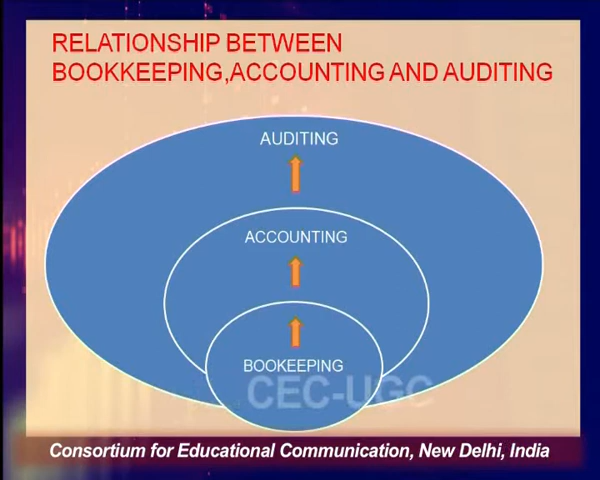 RELATIONSHIP BETWEEN
BOOKKEEPING,ACCOUNTING AND AUDITING
AUDITING
ACCOUNTING
BOOKEEPING
CEC-UGC
Consortium for Educational Communication, New Delhi, India